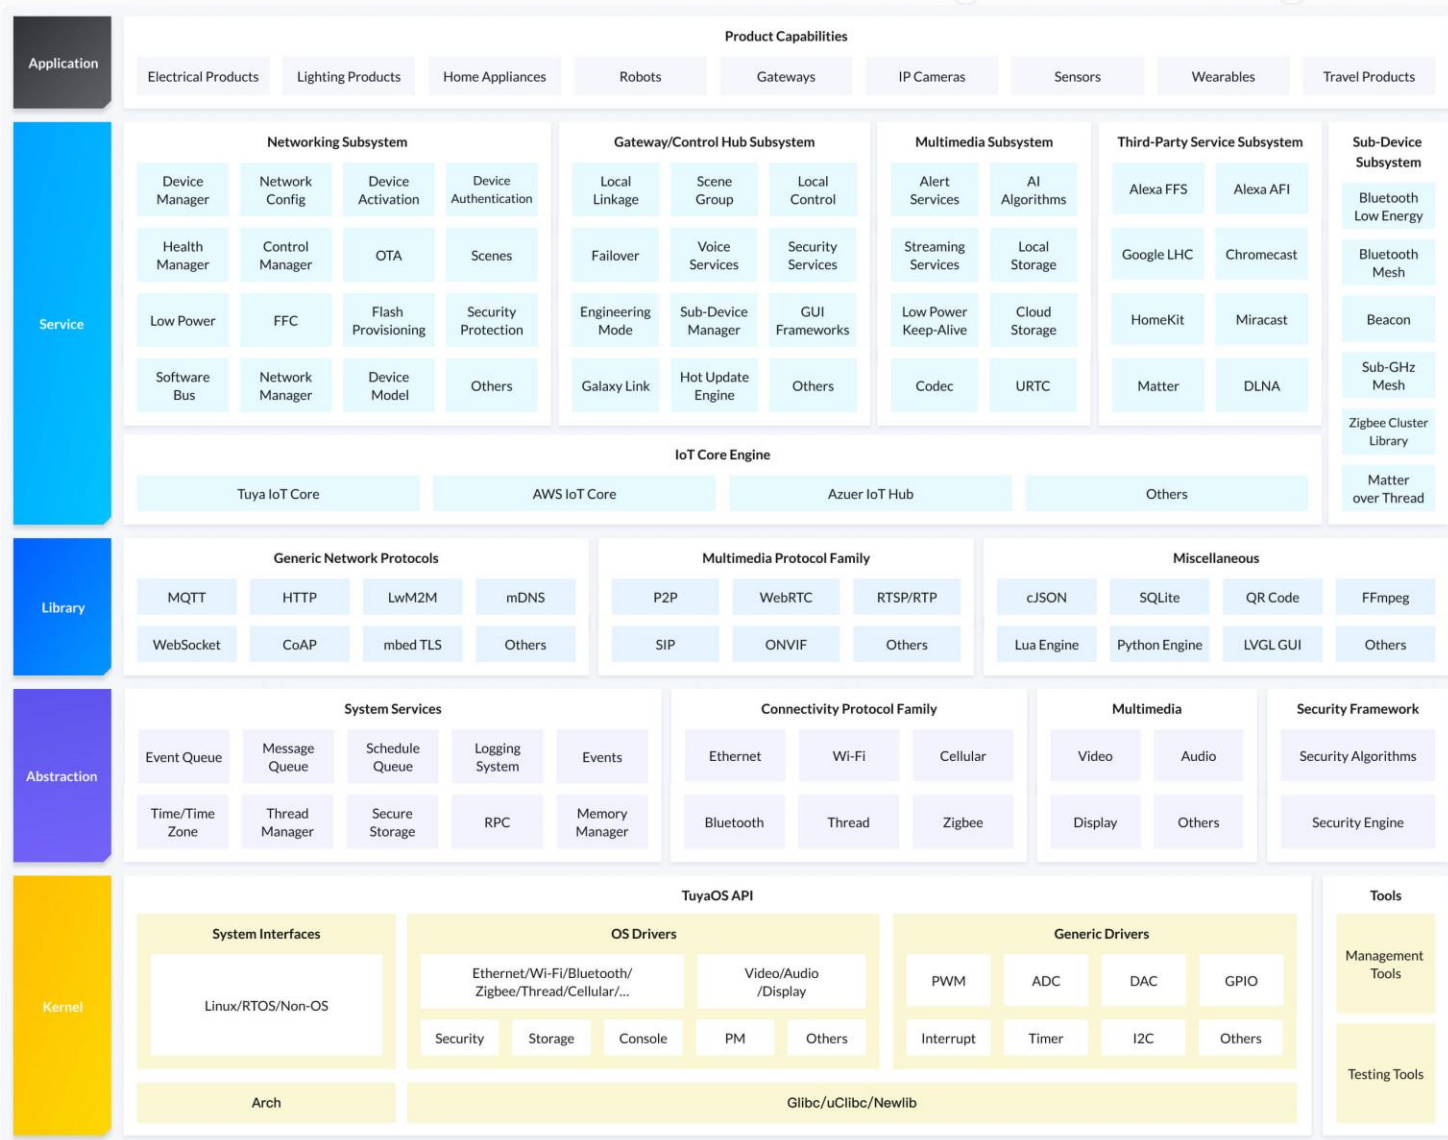 Application
Product Capabilities
Electrical Products
Lighting Products
Home Appliances
Robots
Gateways
IP Cameras
Sensors
Wearables
Travel Products
Service
Networking Subsystem
Device
Manager
Network
Config
Device
Activation
Device
Authentication
Health
Manager
Control
Manager
OTA
Scenes
Low Power
FFC
Flash
Provisioning
Security
Protection
Software
Bus
Network
Manager
Device
Model
Others
Gateway/Control Hub Subsystem
Local
Linkage
Scene
Group
Local
Control
Failover
Voice
Services
Security
Services
Engineering
Mode
Sub-Device
Manager
GUI
Frameworks
Galaxy Link
Hot Update
Engine
Others
Multimedia Subsystem
Alert
Services
AI
Algorithms
Streaming
Services
Local
Storage
Low Power
Keep-Alive
Cloud
Storage
Codec
URTC
Third-Party Service Subsystem
Alexa FFS
Alexa AFI
Google LHC
Chromecast
HomeKit
Miracast
Matter
DLNA
Sub-Device
Subsystem
Bluetooth
Low Energy
Bluetooth
Mesh
Beacon
Sub-GHz
Mesh
Zigbee Cluster
Library
Matter
over Thread
IoT Core Engine
Tuya IoT Core
AWS IoT Core
Azuer IoT Hub
Others
Library
Generic Network Protocols
MQTT
HTTP
LwM2M
mDNS
WebSocket
CoAP
mbed TLS
Others
Multimedia Protocol Family
P2P
WebRTC
RTSP/RTP
SIP
ONVIF
Others
Miscellaneous
cJSON
SQLite
QR Code
FFmpeg
Lua Engine
Python Engine
LVGL GUI
Others
Abstraction
System Services
Event Queue
Message
Queue
Schedule
Queue
Logging
System
Events
Time/Time
Zone
Thread
Manager
Secure
Storage
RPC
Memory
Manager
Connectivity Protocol Family
Ethernet
Wi-Fi
Cellular
Bluetooth
Thread
Zigbee
Multimedia
Video
Audio
Display
Others
Security Framework
Security Algorithms
Security Engine
Kernel
TuyaOS API
System Interfaces
Linux/RTOS/Non-OS
OS Drivers
Ethernet/Wi-Fi/Bluetooth/
Zigbee/Thread/Cellular/...
Video/Audio
/Display
Security
Storage
Console
PM
Others
Generic Drivers
PWM
ADC
DAC
GPIO
Interrupt
Timer
I2C
Others
Arch
Glibc/uClibc/Newlib
Tools
Management
Tools
Testing Tools